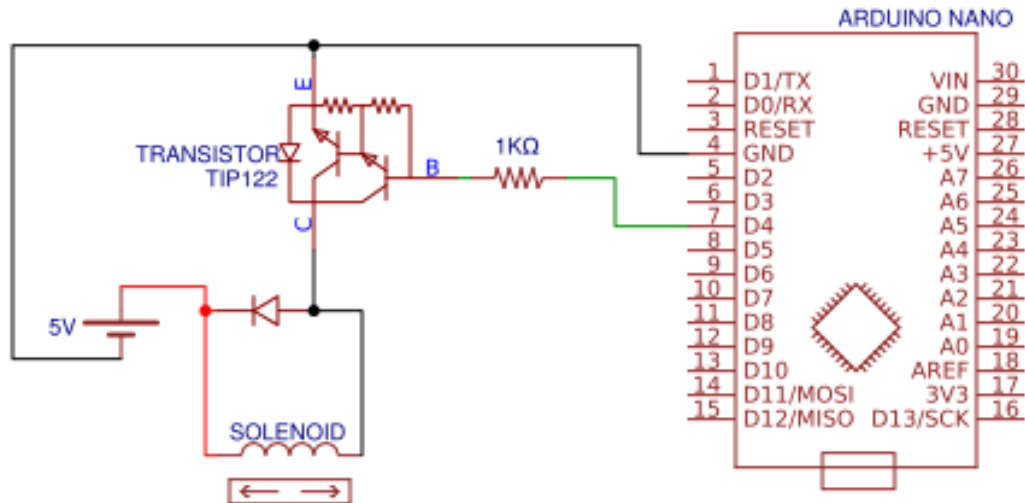 ARDUINO NANO
E
TRANSISTOR
TIP122
1KΩ
B
C
5V
SOLENOID
1 D1/TX
2 D0/RX
3 RESET
4 GND
5 D2
6 D3
7 D4
8 D5
9 D6
10 D7
11 D8
12 D9
13 D10
14 D11/MOSI
15 D12/MISO
VIN 30
GND 29
RESET 28
+5V 27
A7 26
A6 25
A5 24
A4 23
A3 22
A2 21
A1 20
A0 19
AREF 18
3V3 17
D13/SCK 16